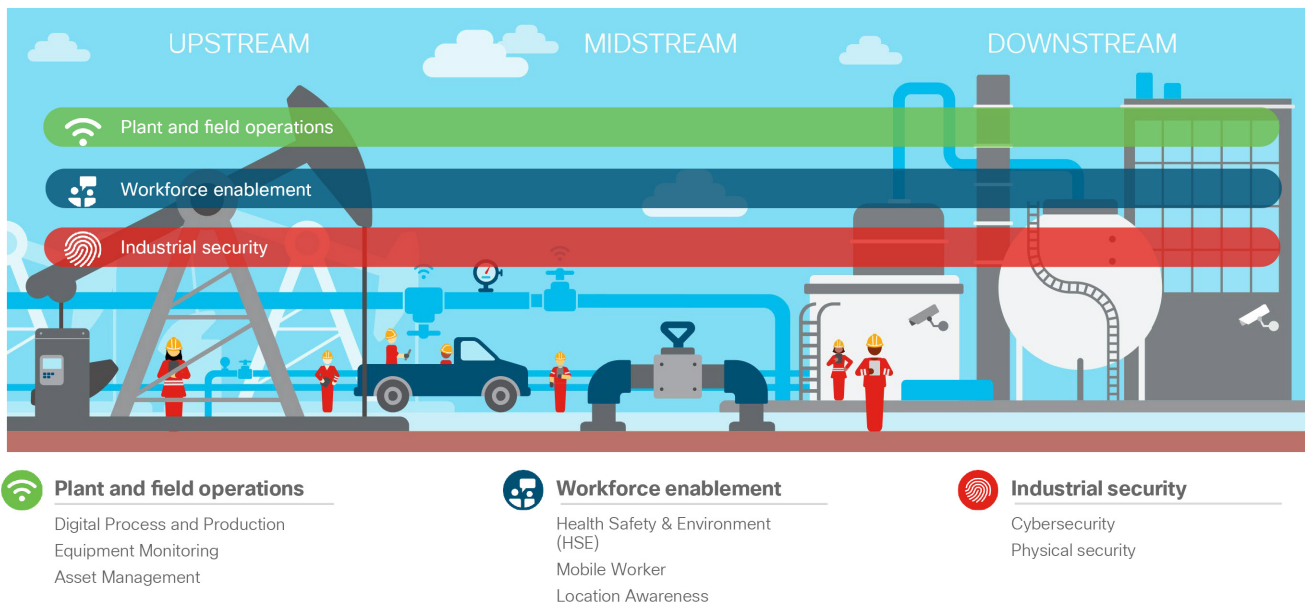 UPSTREAM
MIDSTREAM
DOWNSTREAM
Plant and field operations
Workforce enablement
Industrial security
Plant and field operations
Digital Process and Production
Equipment Monitoring
Asset Management
Workforce enablement
Health Safety & Environment
(HSE)
Mobile Worker
Location Awareness
Industrial security
Cybersecurity
Physical security